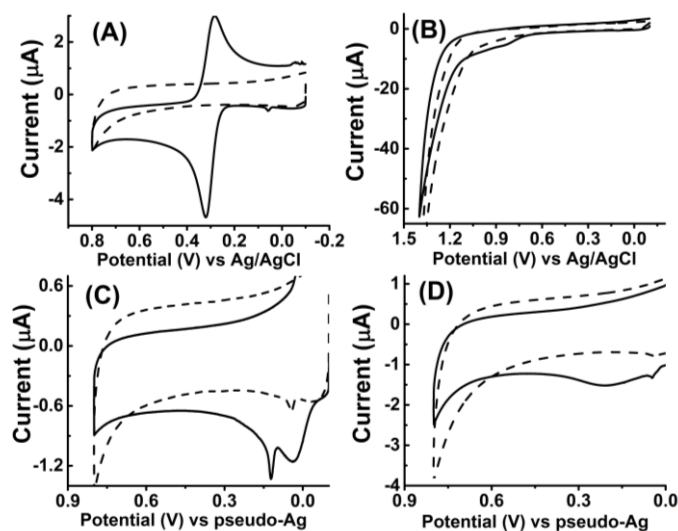 (A)
2
0
-2
-4
Current (µA)
0.8 0.6 0.4 0.2 0.0 -0.2
Potential (V) vs Ag/AgCl
(B)
0
-20
-40
-60
Current (µA)
1.5 1.2 0.9 0.6 0.3 0.0
Potential (V) vs Ag/AgCl
(C)
0.6
0.0
-0.6
-1.2
Current (µA)
0.9 0.6 0.3 0.0
Potential (V) vs pseudo-Ag
(D)
1
0
-1
-2
-3
-4
Current (µA)
0.9 0.6 0.3 0.0
Potential (V) vs pseudo-Ag